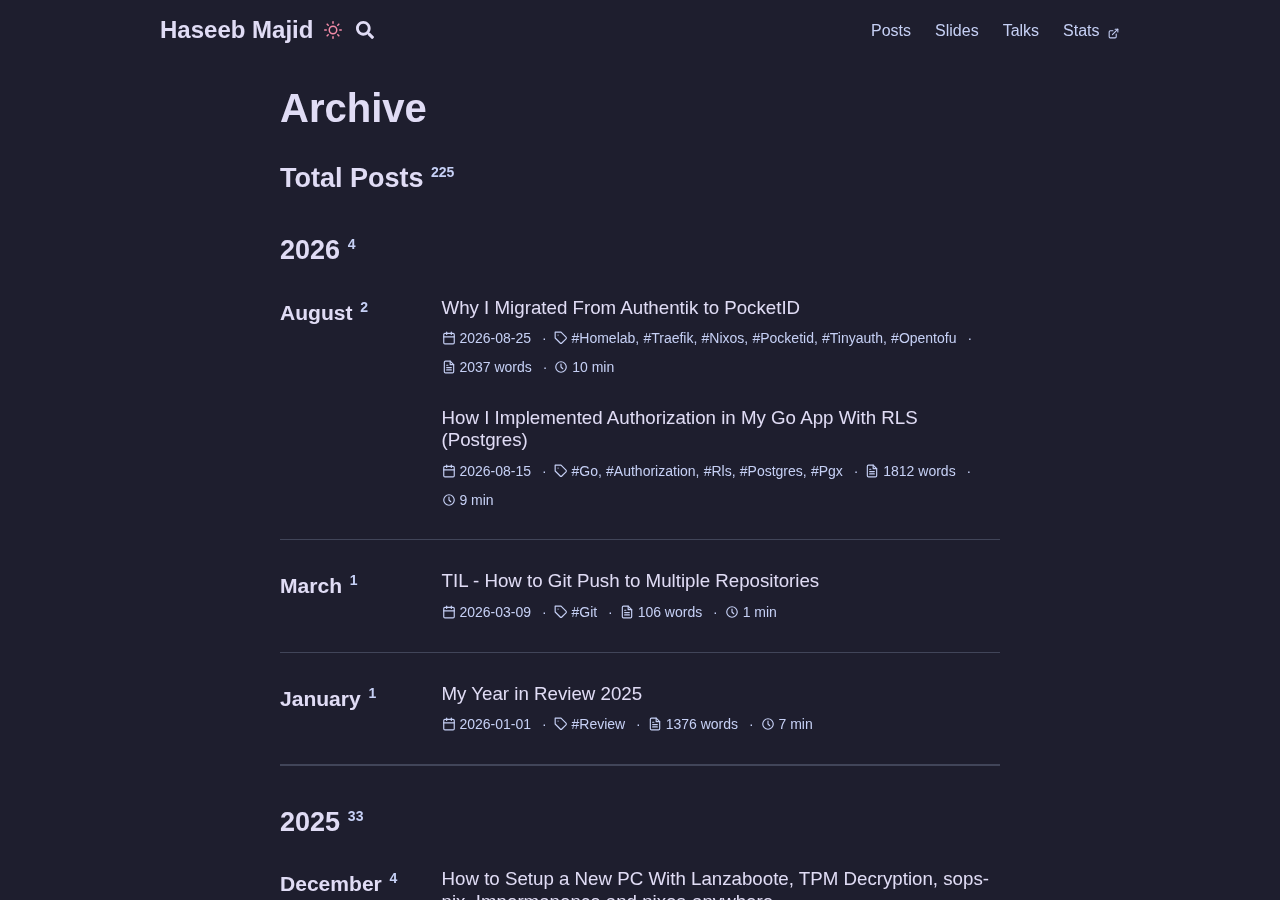 Haseeb Majid
Posts Slides Talks Stats
Archive
Total Posts 225
2026 4
August 2
Why I Migrated From Authentik to PocketID
2026-08-25 · #Homelab, #Traefik, #Nixos, #Pocketid, #Tinyauth, #Opentofu ·
2037 words · 10 min
How I Implemented Authorization in My Go App With RLS
(Postgres)
2026-08-15 · #Go, #Authorization, #Rls, #Postgres, #Pgx · 1812 words ·
9 min
March 1
TIL - How to Git Push to Multiple Repositories
2026-03-09 · #Git · 106 words · 1 min
January 1
My Year in Review 2025
2026-01-01 · #Review · 1376 words · 7 min
2025 33
December 4
How to Setup a New PC With Lanzaboote, TPM Decryption, sops-
nix, Impermanence and nixos-anywhere